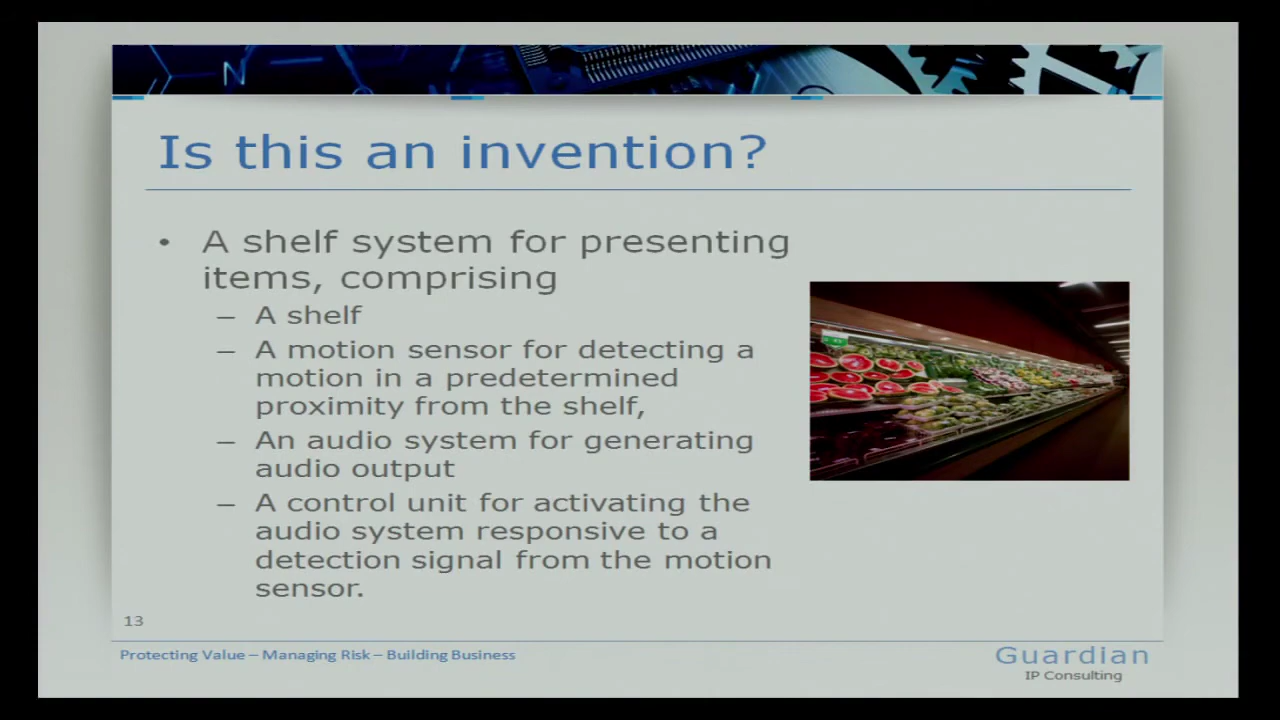 Is this an invention?
• A shelf system for presenting
items, comprising
– A shelf
– A motion sensor for detecting a
motion in a predetermined
proximity from the shelf,
– An audio system for generating
audio output
– A control unit for activating the
audio system responsive to a
detection signal from the motion
sensor.
13
Protecting Value – Managing Risk – Building Business
Guardian
IP Consulting